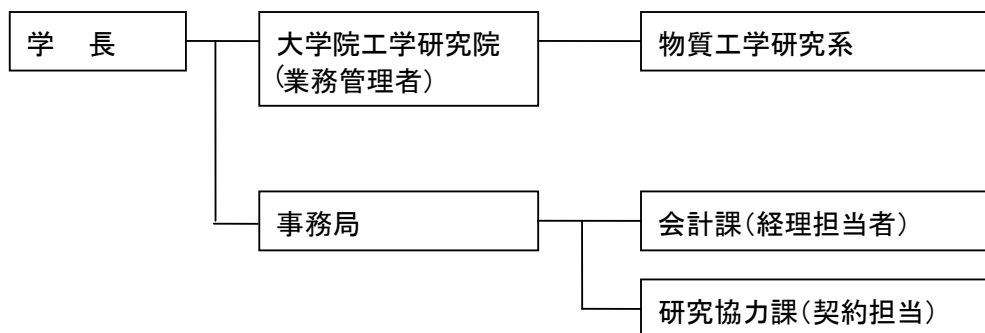 学　長
大学院工学研究院
(業務管理者)
物質工学研究系
事務局
会計課(経理担当者)
研究協力課(契約担当)